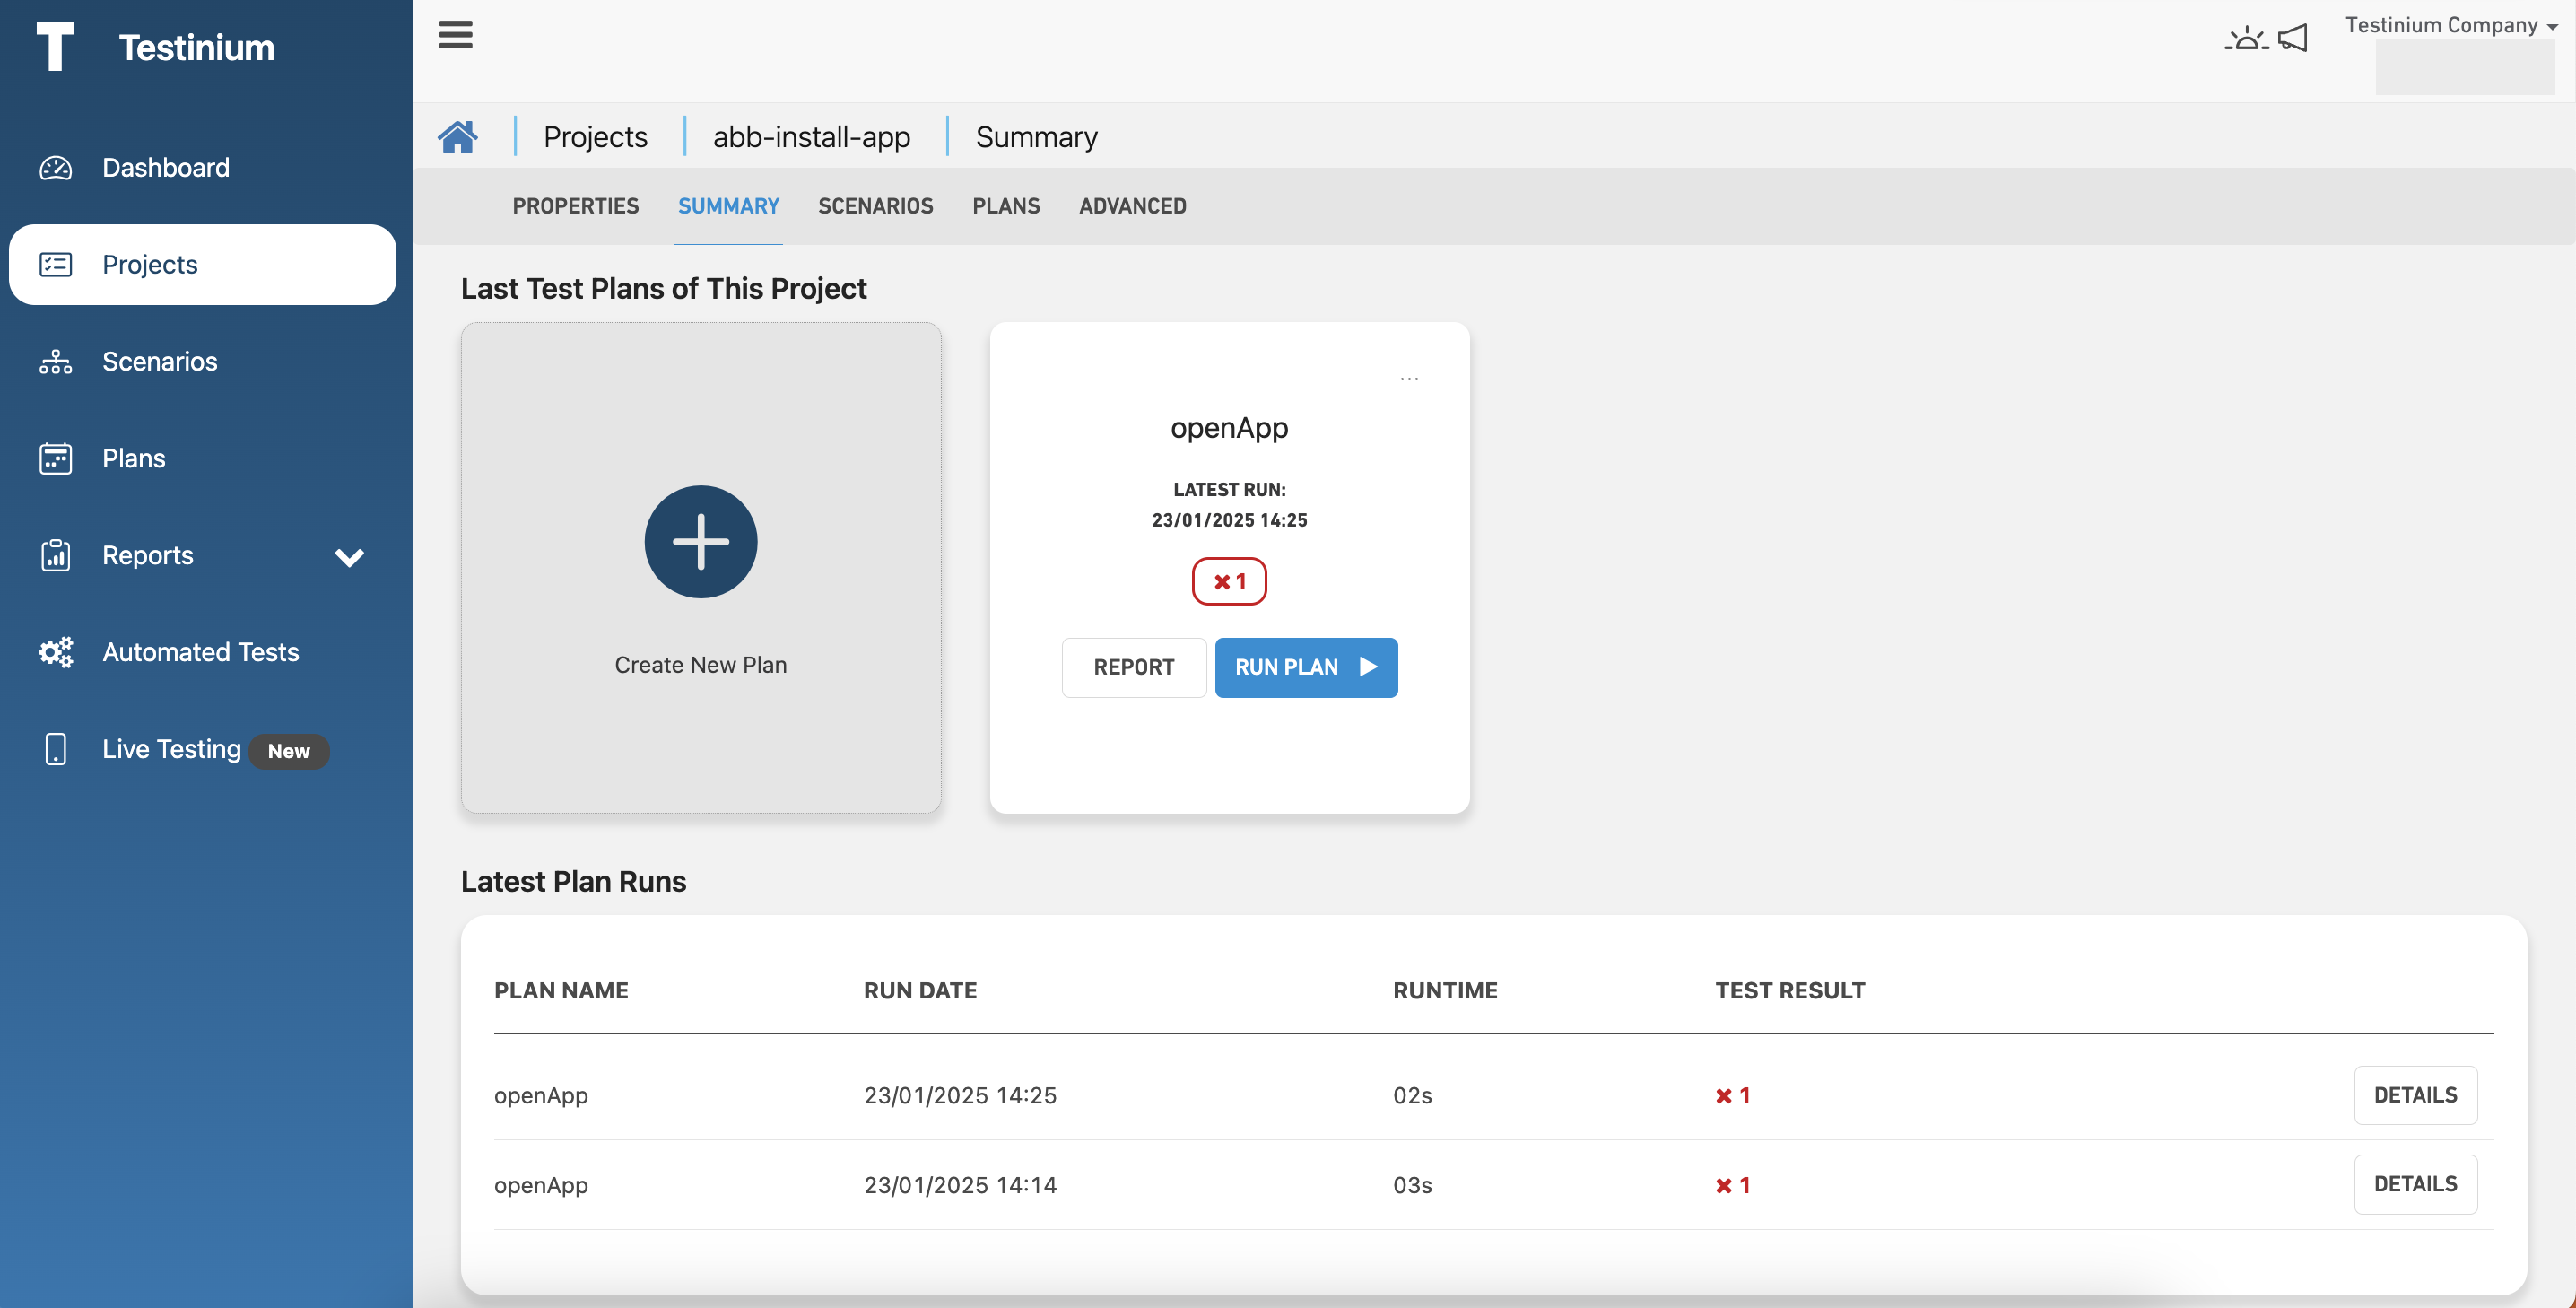 Testinium
Testinium Company
Dashboard
Projects
Scenarios
Plans
Reports
Automated Tests
Live Testing New
Projects abb-install-app Summary
PROPERTIES SUMMARY SCENARIOS PLANS ADVANCED
Last Test Plans of This Project
Create New Plan
...
openApp
LATEST RUN:
23/01/2025 14:25
✖ 1
REPORT RUN PLAN
Latest Plan Runs
PLAN NAME RUN DATE RUNTIME TEST RESULT
openApp 23/01/2025 14:25 02s ✖ 1 DETAILS
openApp 23/01/2025 14:14 03s ✖ 1 DETAILS